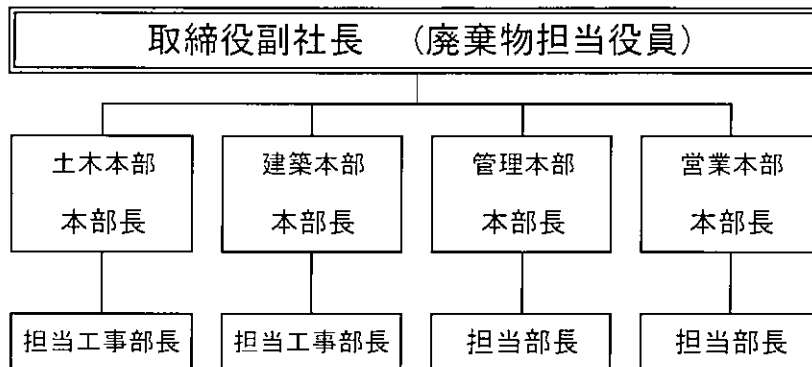 取締役副社長 （廃棄物担当役員）
土木本部 建築本部 管理本部 営業本部
本部長 本部長 本部長 本部長
担当工事部長 担当工事部長 担当部長 担当部長